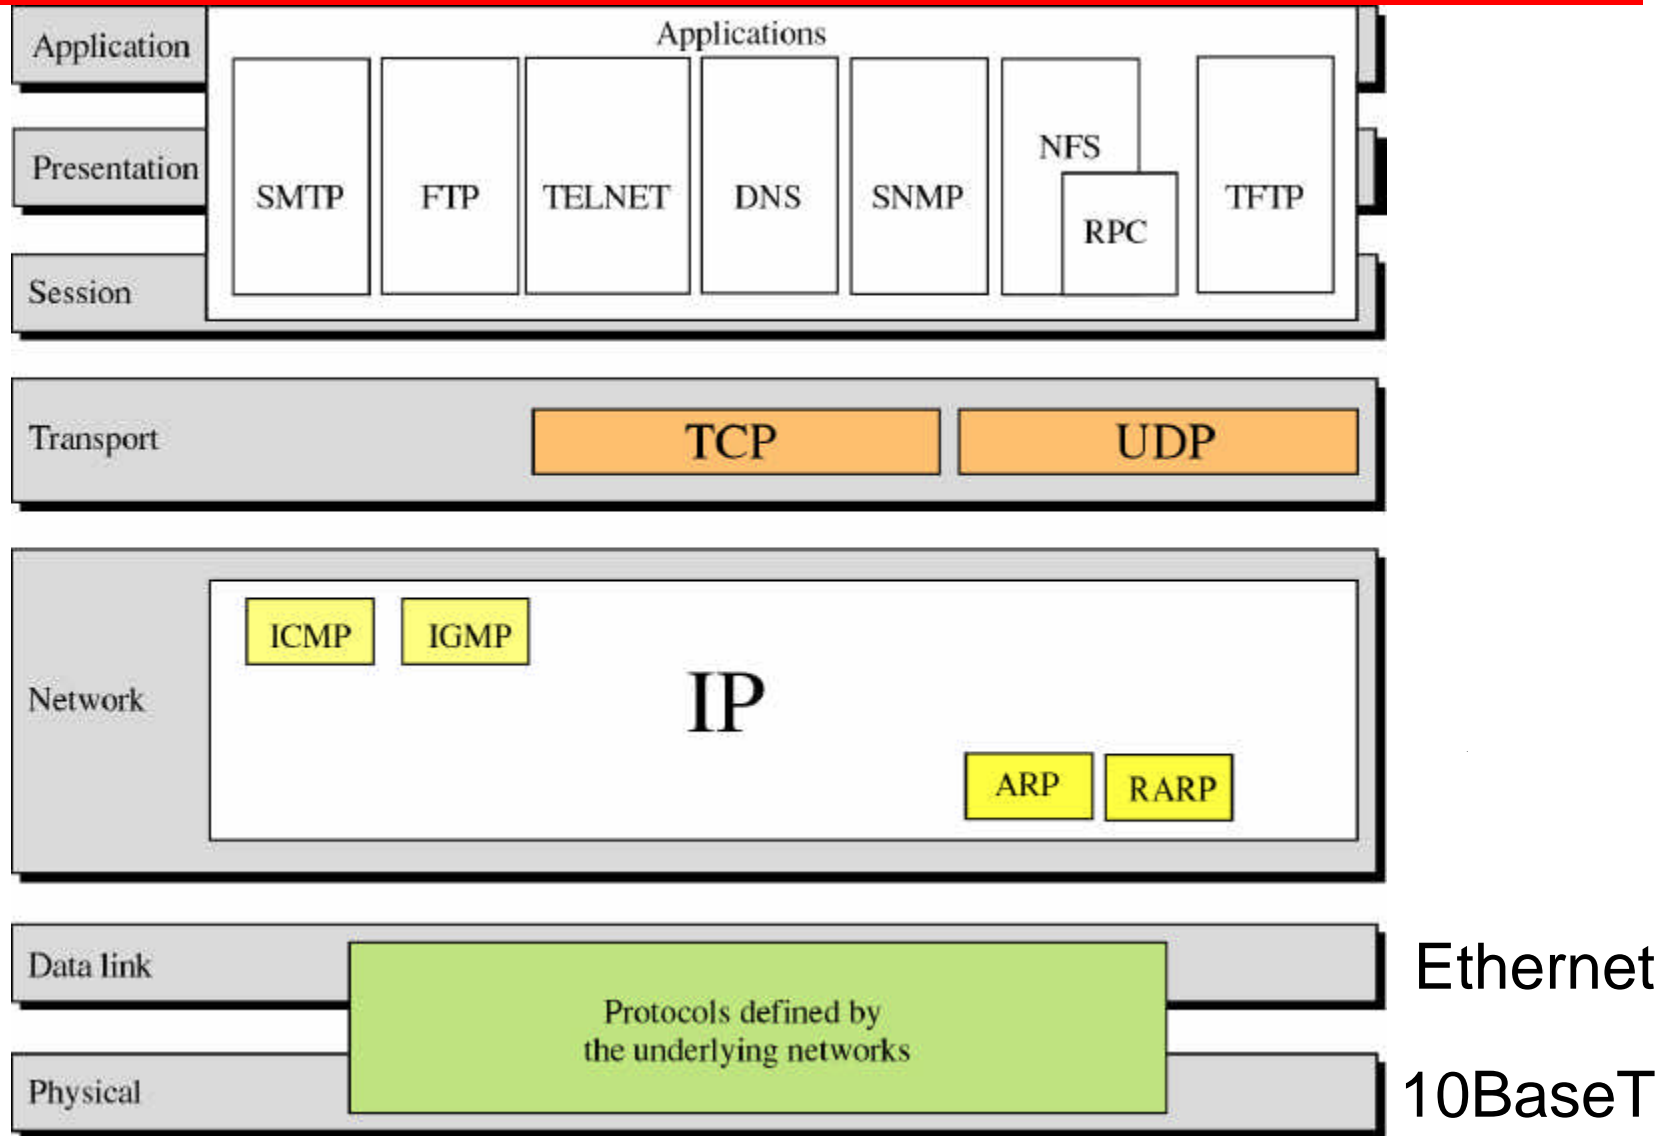 Application
Applications
Presentation
SMTP
FTP
TELNET
DNS
SNMP
NFS
RPC
TFTP
Session
Transport
TCP
UDP
Network
ICMP
IGMP
IP
ARP
RARP
Data link
Ethernet
Protocols defined by
the underlying networks
Physical
10BaseT